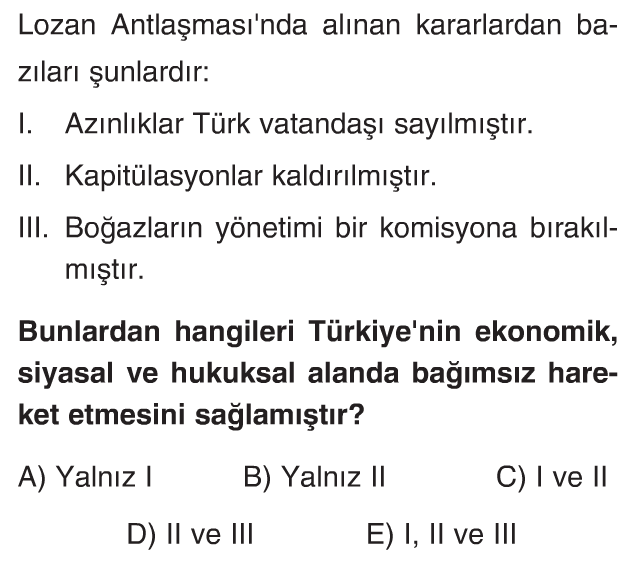 Lozan Antlaşması'nda alınan kararlardan ba-
zıları şunlardır:
I. Azınlıklar Türk vatandaşı sayılmıştır.
II. Kapitülasyonlar kaldırılmıştır.
III. Boğazların yönetimi bir komisyona bırakıl-
mıştır.
Bunlardan hangileri Türkiye'nin ekonomik,
siyasal ve hukuksal alanda bağımsız hare-
ket etmesini sağlamıştır?
A) Yalnız I B) Yalnız II C) I ve II
D) II ve III E) I, II ve III